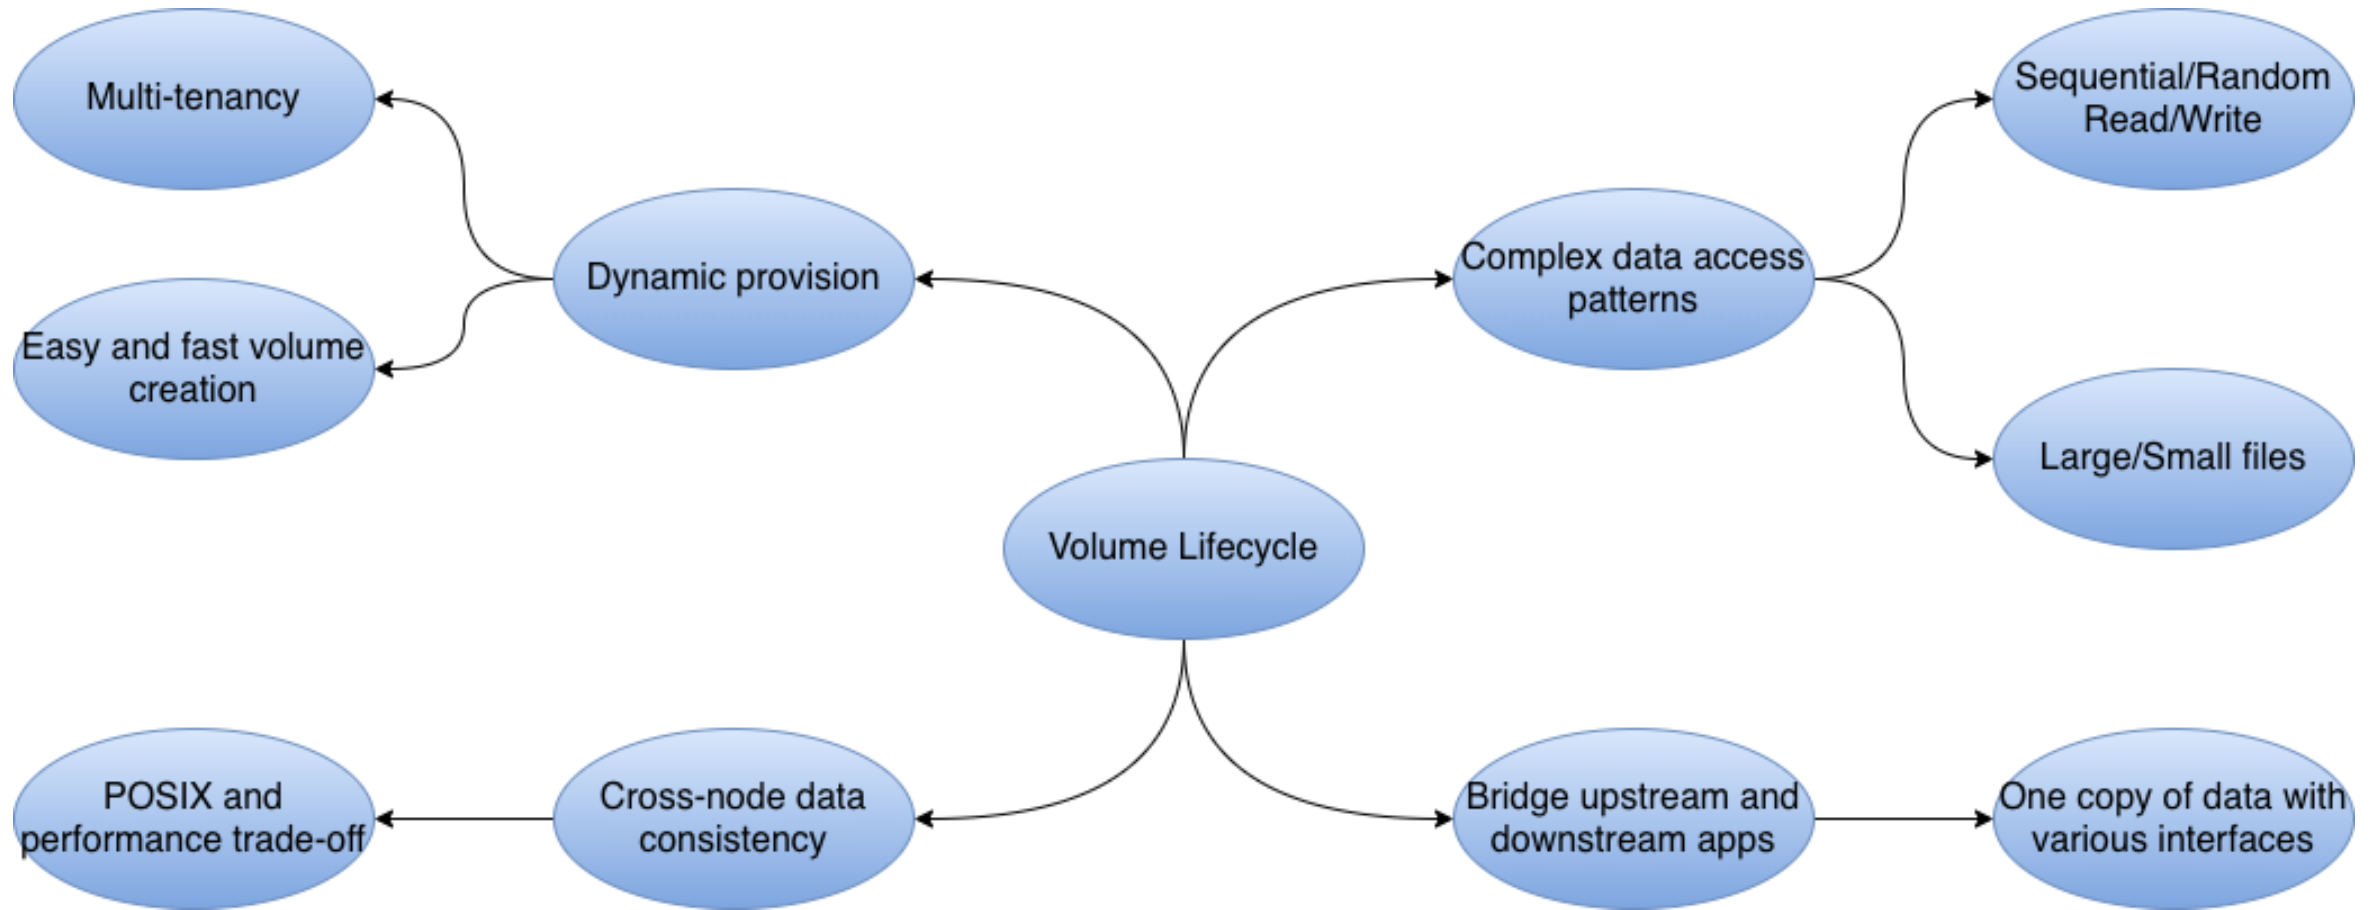 Multi-tenancy
Sequential/Random
Read/Write
Dynamic provision
Complex data access
patterns
Easy and fast volume
creation
Large/Small files
Volume Lifecycle
POSIX and
performance trade-off
Cross-node data
consistency
Bridge upstream and
downstream apps
One copy of data with
various interfaces